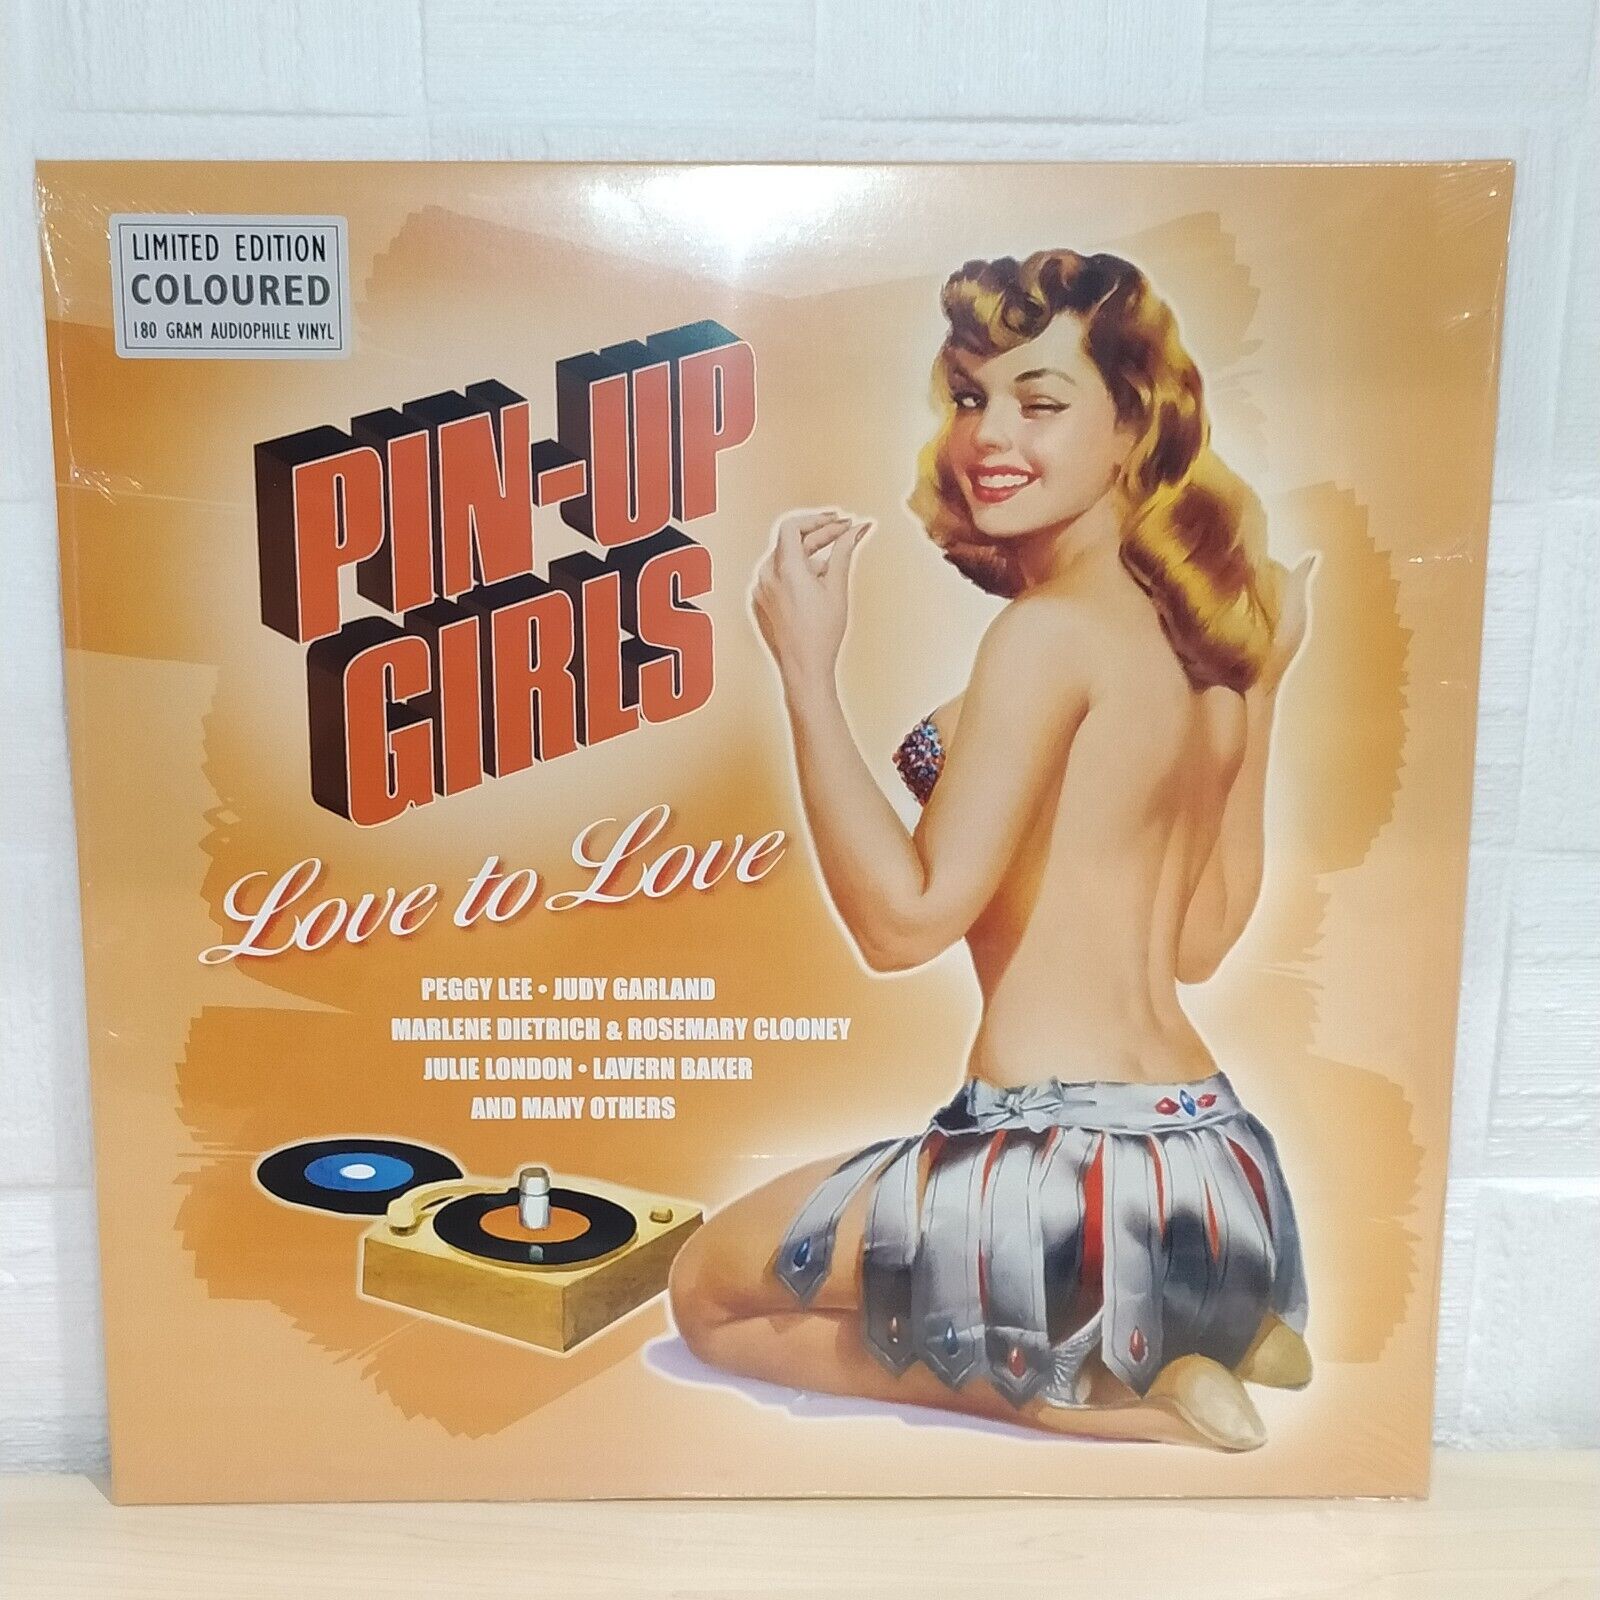 LIMITED EDITION
COLOURED
180 GRAM AUDIOPHILE VINYL
PIN-UP
GIRLS
Love to Love
PEGGY LEE • JUDY GARLAND
MARLENE DIETRICH & ROSEMARY CLOONEY
JULIE LONDON • LAVERN BAKER
AND MANY OTHERS